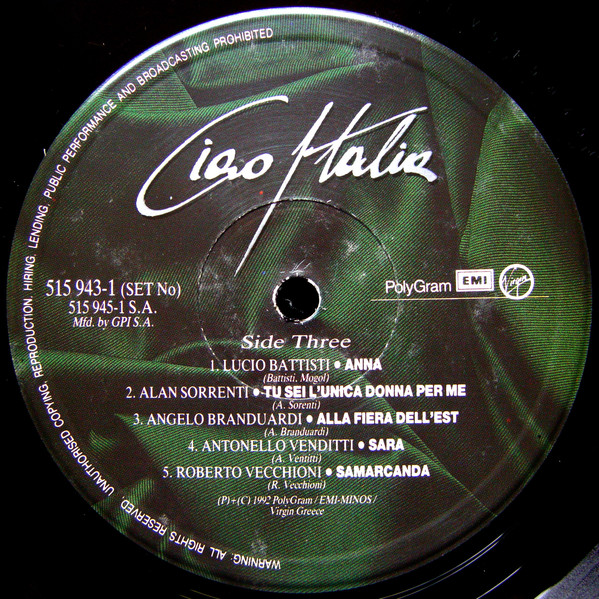 WARNING: ALL RIGHTS RESERVED. UNAUTHORISED COPYING, REPRODUCTION, HIRING, LENDING, PUBLIC PERFORMANCE AND BROADCASTING PROHIBITED
Ciao Italia
515 943-1 (SET No)
515 945-1 S.A.
Mfd. by GPI S.A.
PolyGram EMI Virgin
Side Three
1. LUCIO BATTISTI • ANNA
(Battisti, Mogol)
2. ALAN SORRENTI • TU SEI L'UNICA DONNA PER ME
(A. Sorenti)
3. ANGELO BRANDUARDI • ALLA FIERA DELL'EST
(A. Branduardi)
4. ANTONELLO VENDITTI • SARA
(A. Ventitti)
5. ROBERTO VECCHIONI • SAMARCANDA
(R. Vecchioni)
(P)+(C) 1992 PolyGram / EMI-MINOS /
Virgin Greece